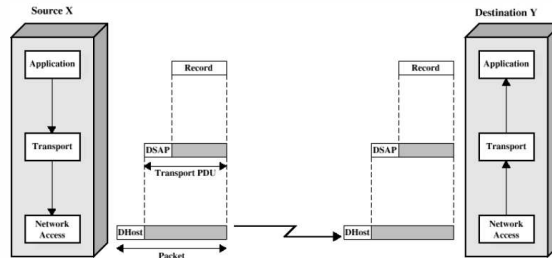 Source X
Destination Y
Application
Record
Record
Application
Transport
DSAP
DSAP
Transport
Transport PDU
Network
Access
DHost
DHost
Network
Access
Packet